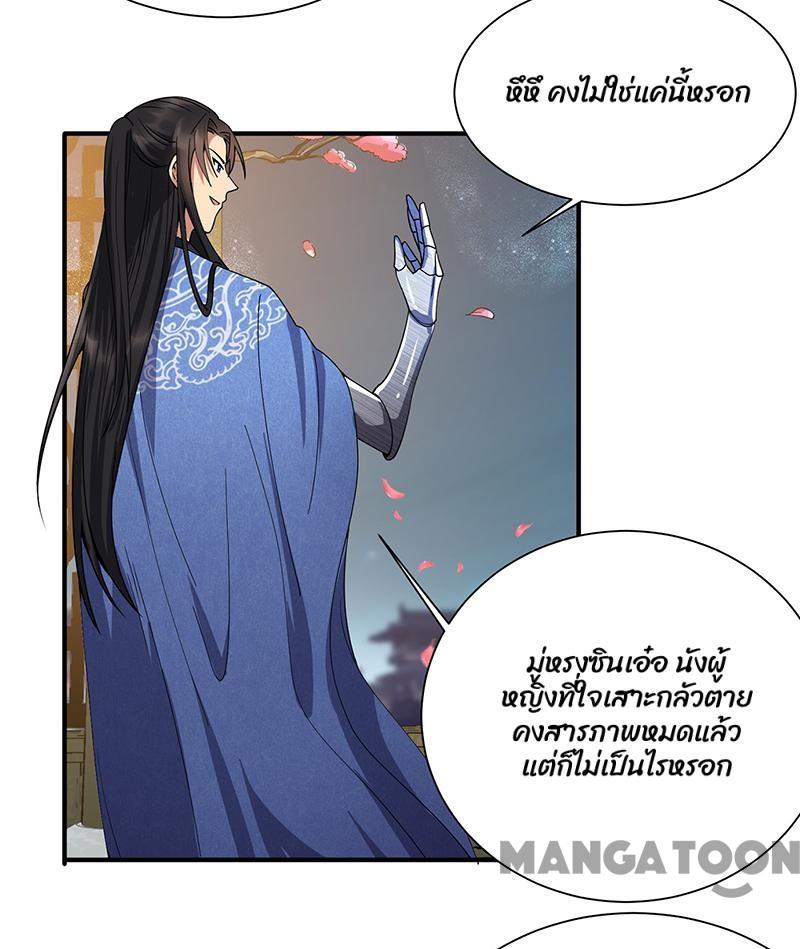 หึหึ คงไม่ใช่แค่นี้หรอก
มู่หรงซินเอ๋อ นังผู้
หญิงที่ใจเสาะกลัวตาย
คงสารภาพหมดแล้ว
แต่ก็ไม่เป็นไรหรอก
MANGATOON